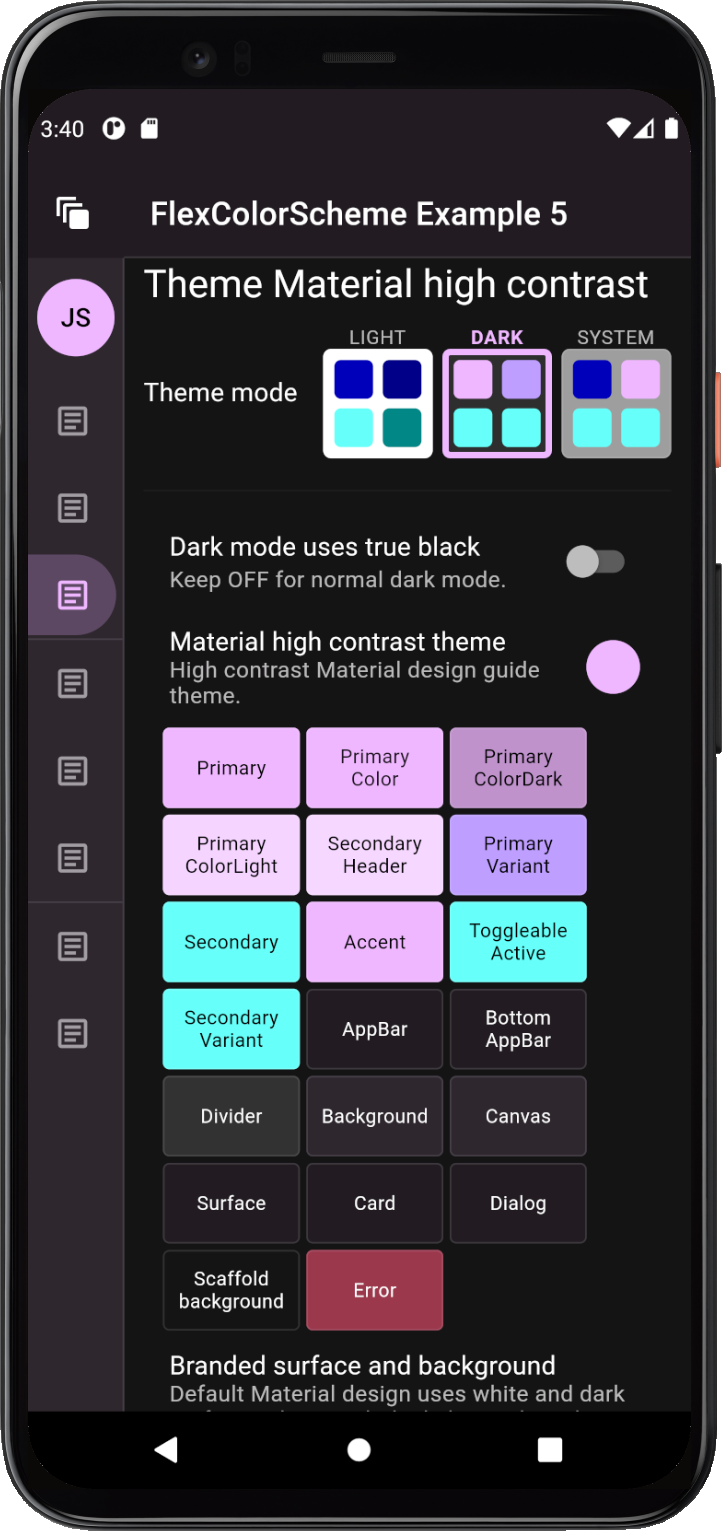 3:40
FlexColorScheme Example 5
JS
Theme Material high contrast
LIGHT DARK SYSTEM
Theme mode
Dark mode uses true black
Keep OFF for normal dark mode.
Material high contrast theme
High contrast Material design guide
theme.
Primary
Primary
Color
Primary
ColorDark
Primary
ColorLight
Secondary
Header
Primary
Variant
Secondary
Accent
Toggleable
Active
Secondary
Variant
AppBar
Bottom
AppBar
Divider
Background
Canvas
Surface
Card
Dialog
Scaffold
background
Error
Branded surface and background
Default Material design uses white and dark